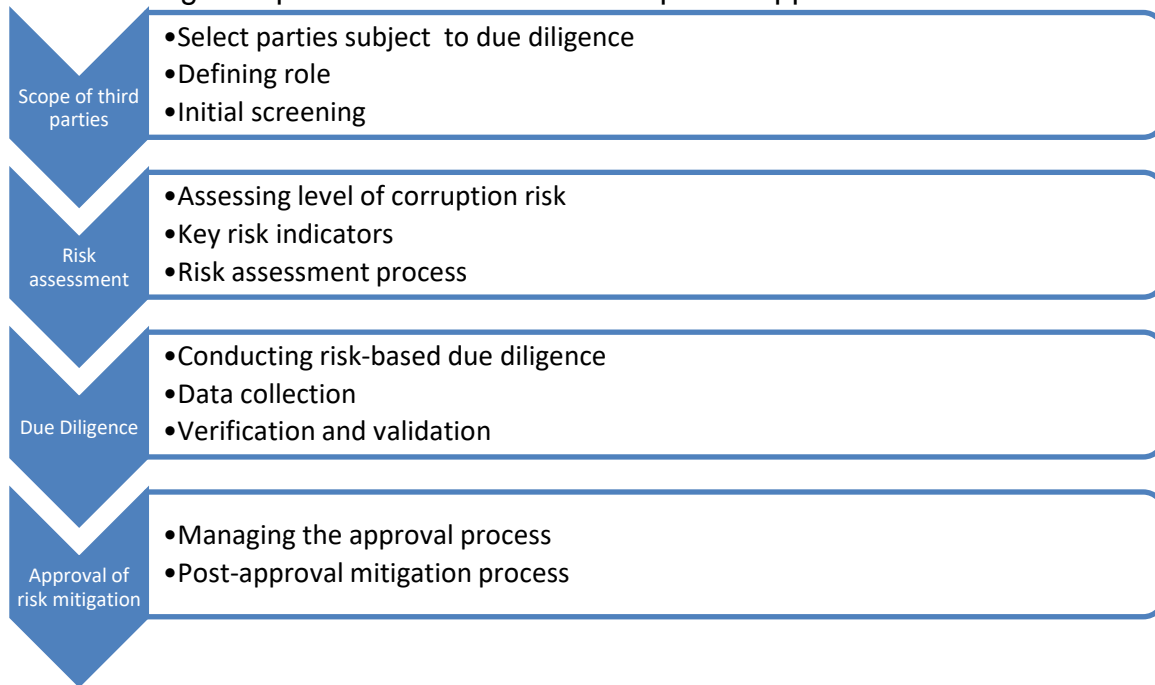 •Select parties subject to due diligence
•Defining role
•Initial screening
Scope of third
parties
•Assessing level of corruption risk
•Key risk indicators
•Risk assessment process
Risk
assessment
•Conducting risk-based due diligence
•Data collection
•Verification and validation
Due Diligence
•Managing the approval process
•Post-approval mitigation process
Approval of
risk mitigation